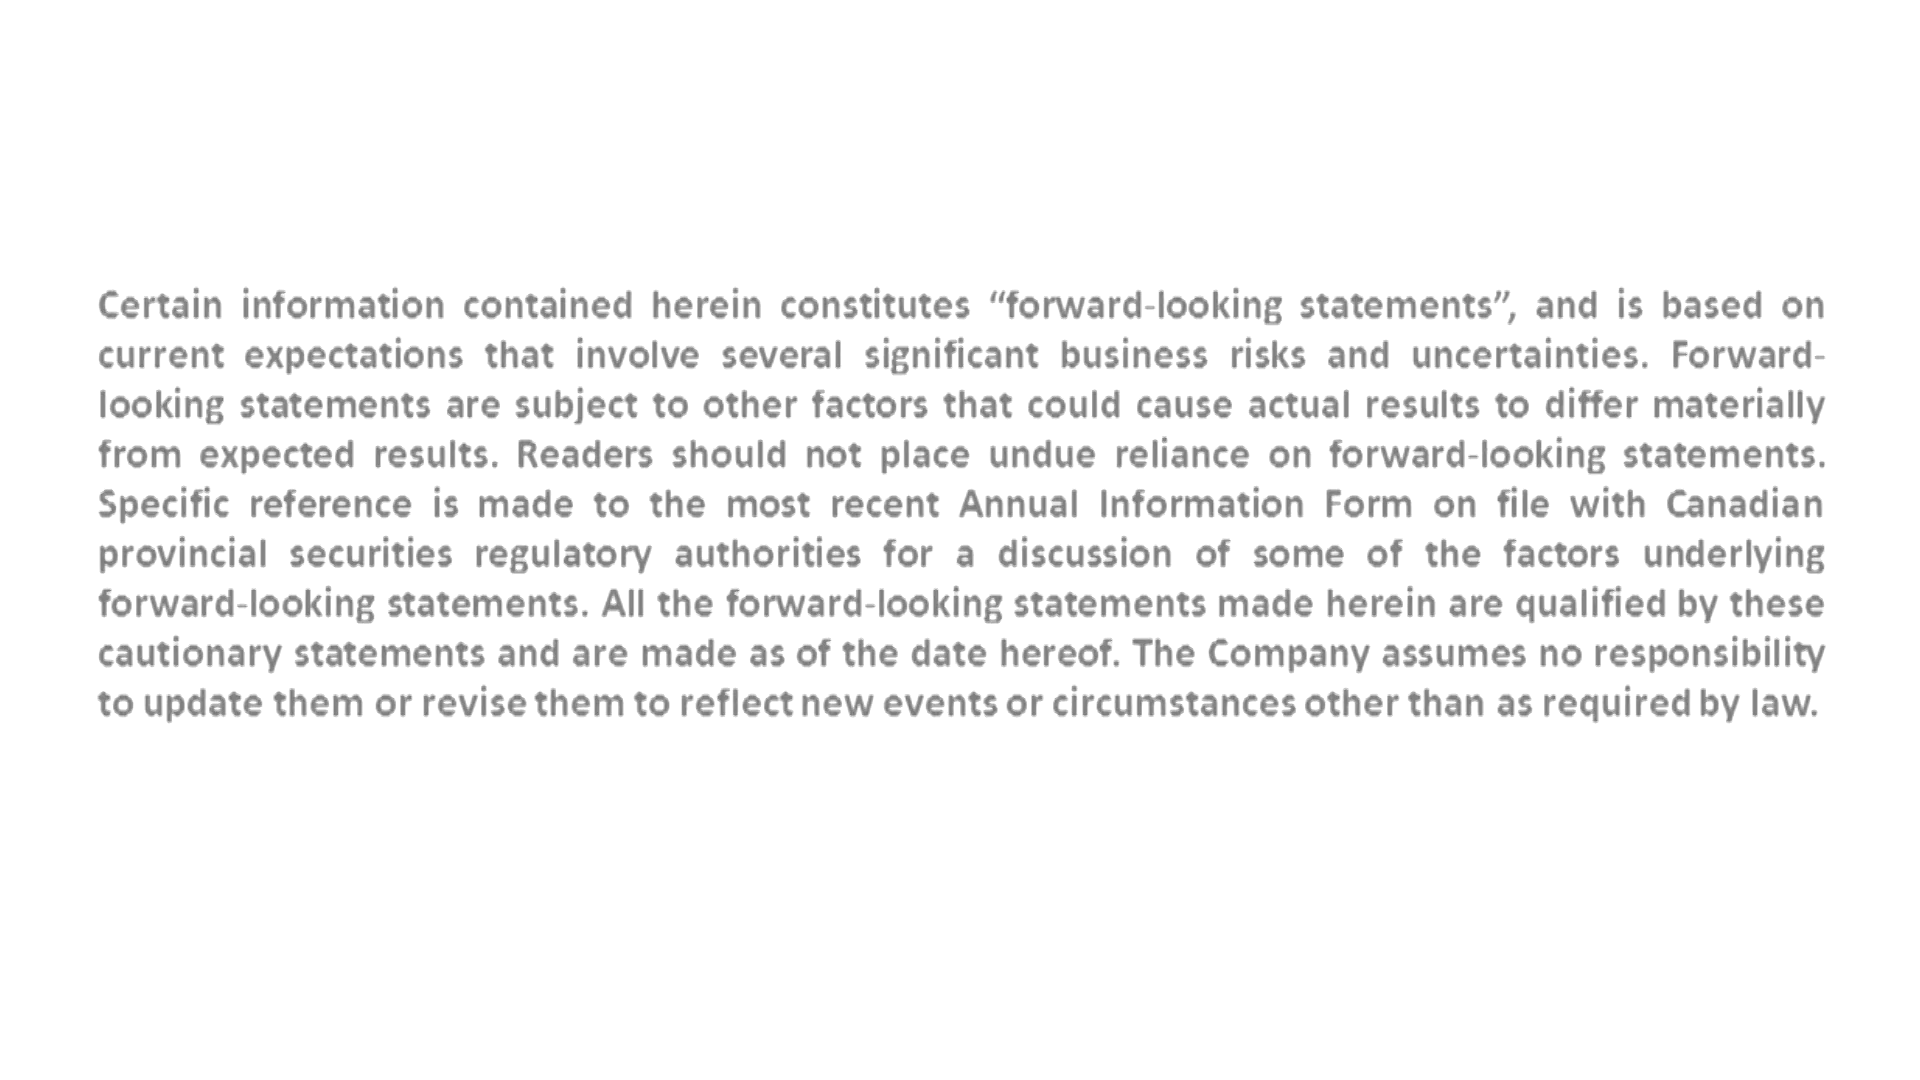 Certain information contained herein constitutes “forward-looking statements”, and is based on
current expectations that involve several significant business risks and uncertainties. Forward-
looking statements are subject to other factors that could cause actual results to differ materially
from expected results. Readers should not place undue reliance on forward-looking statements.
Specific reference is made to the most recent Annual Information Form on file with Canadian
provincial securities regulatory authorities for a discussion of some of the factors underlying
forward-looking statements. All the forward-looking statements made herein are qualified by these
cautionary statements and are made as of the date hereof. The Company assumes no responsibility
to update them or revise them to reflect new events or circumstances other than as required by law.